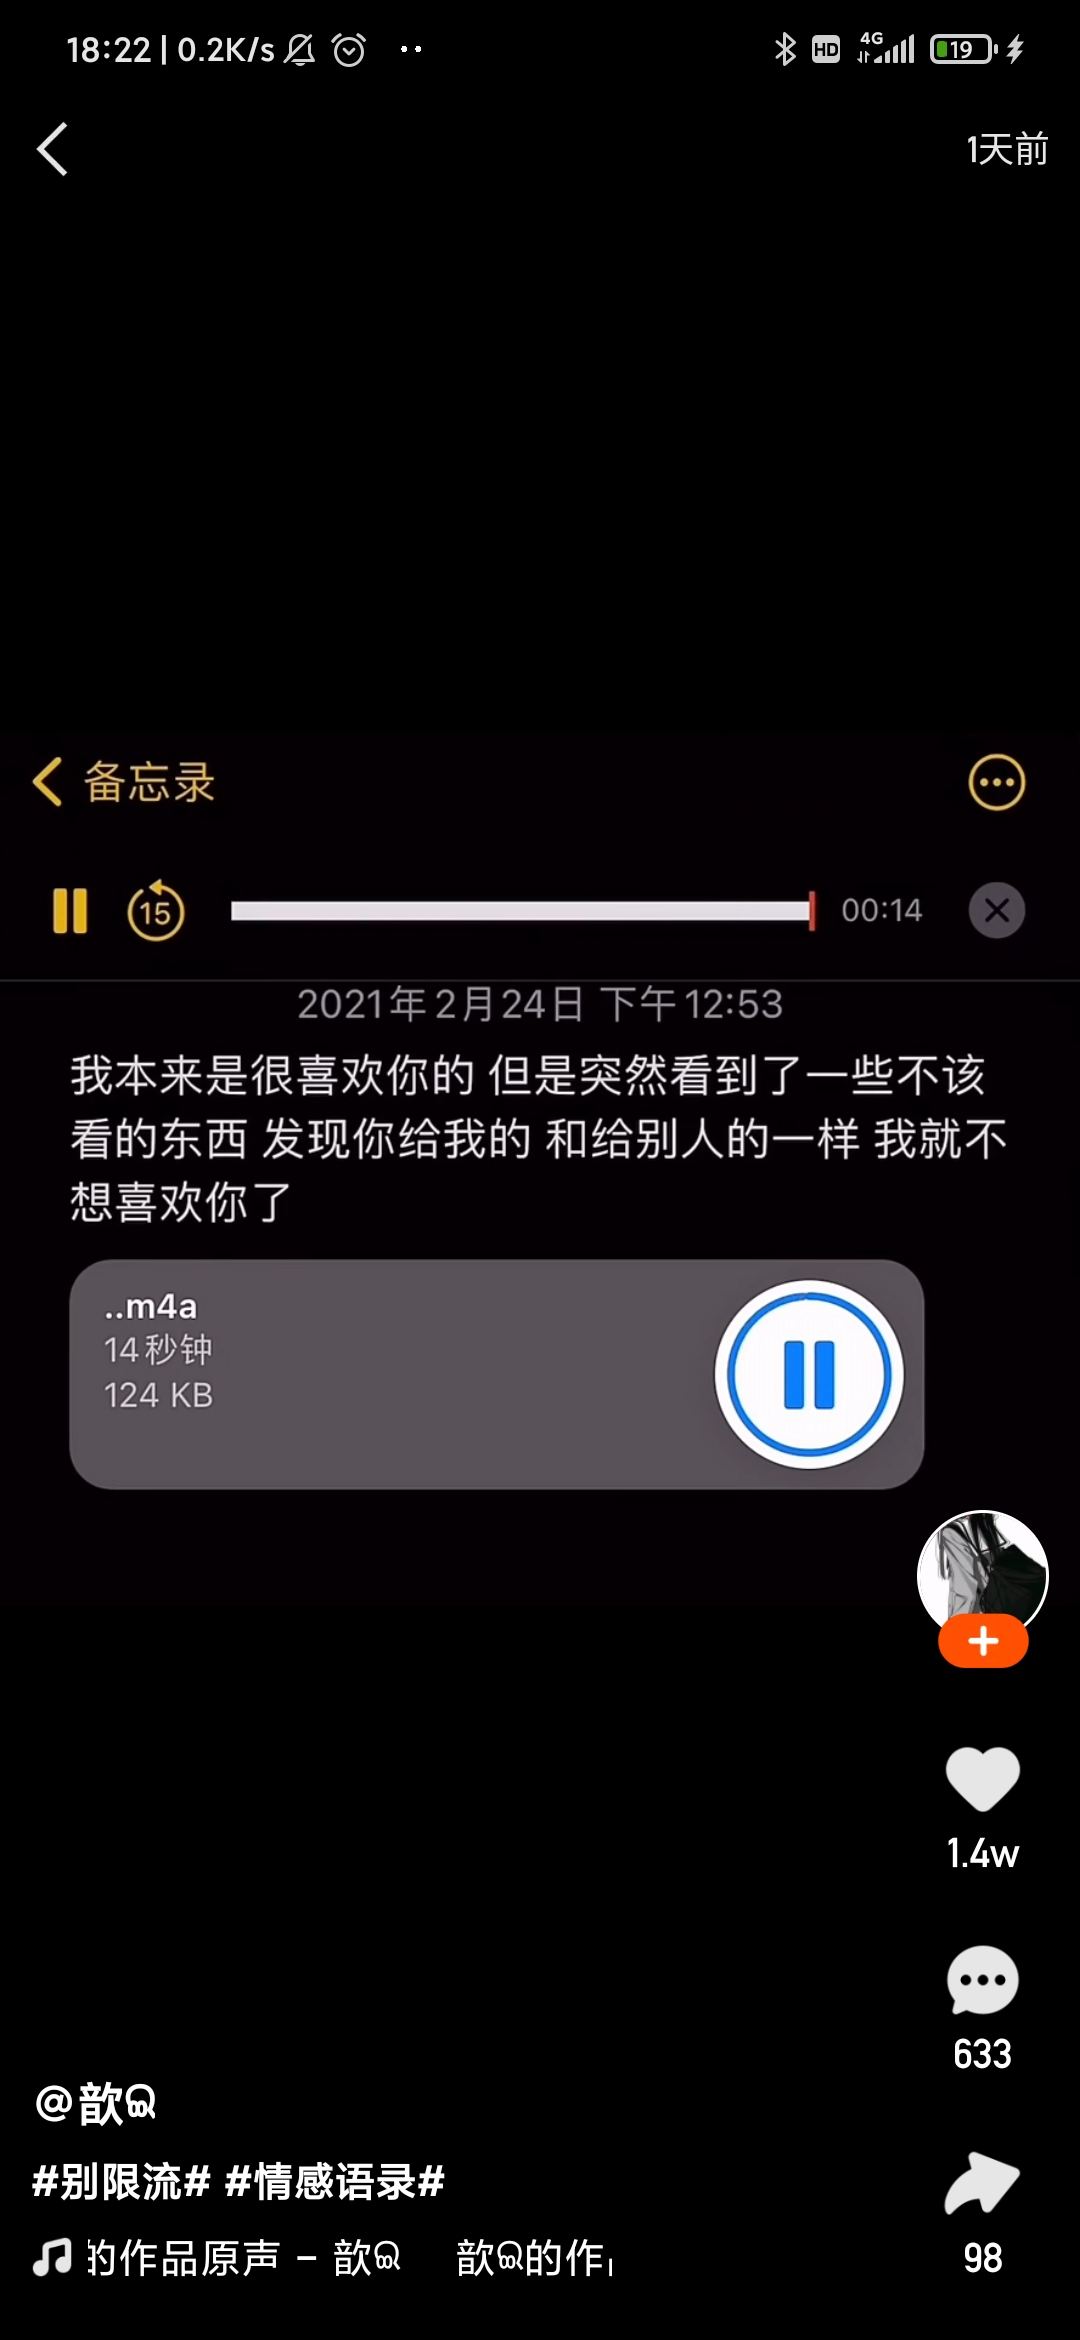 18:22 | 0.2K/s
HD 4G 19
1天前
备忘录
15 00:14
2021年2月24日 下午12:53
我本来是很喜欢你的 但是突然看到了一些不该
看的东西 发现你给我的 和给别人的一样 我就不
想喜欢你了
..m4a
14秒钟
124 KB
1.4w
633
@歆
#别限流# #情感语录#
的作品原声 – 歆 歆的作
98